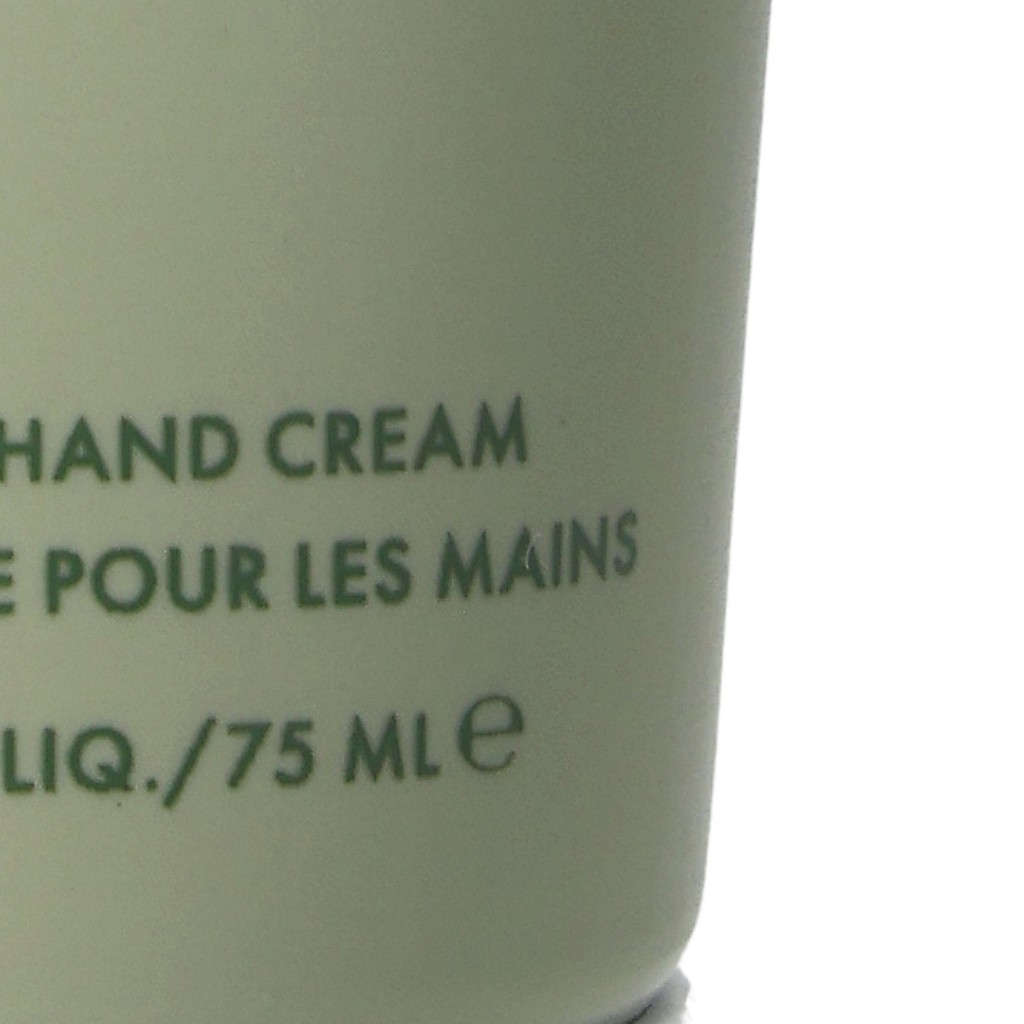 HAND CREAM
E POUR LES MAINS
LIQ./75 ML e